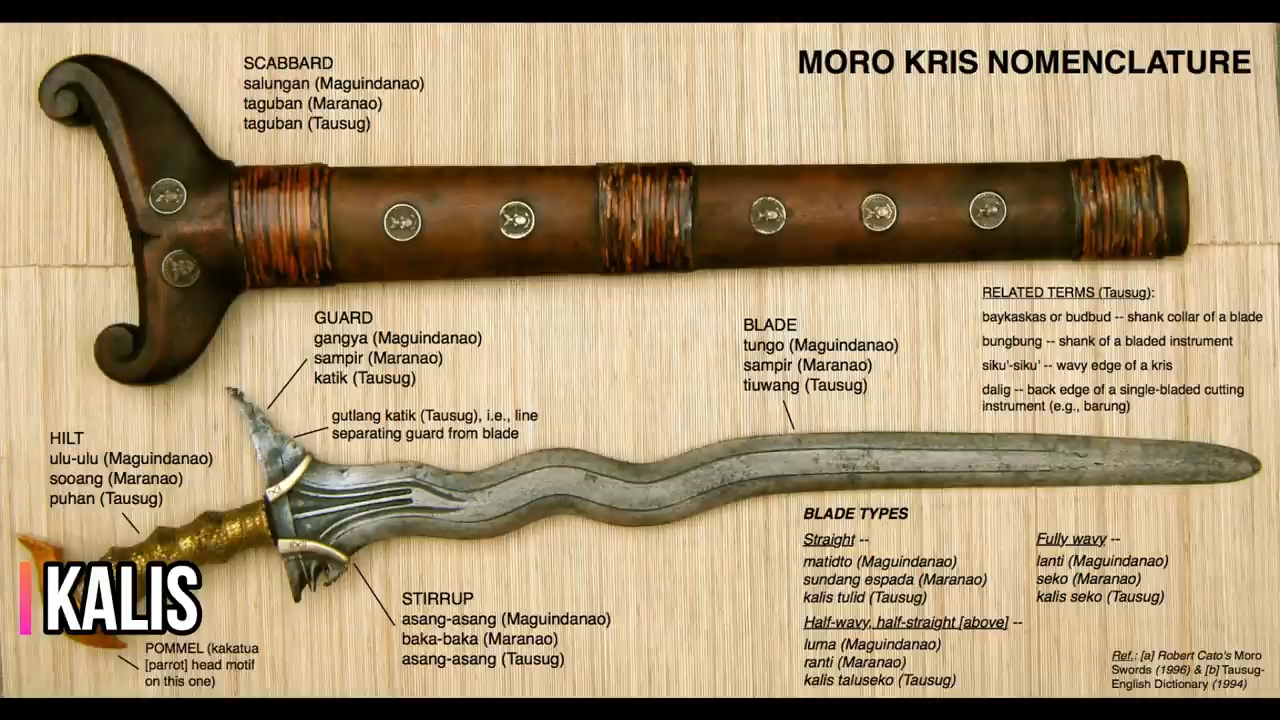 MORO KRIS NOMENCLATURE
SCABBARD
salungan (Maguindanao)
taguban (Maranao)
taguban (Tausug)
RELATED TERMS (Tausug):
baykaskas or budbud -- shank collar of a blade
bungbung -- shank of a bladed instrument
siku'-siku' -- wavy edge of a kris
dalig -- back edge of a single-bladed cutting
instrument (e.g., barung)
GUARD
gangya (Maguindanao)
sampir (Maranao)
katik (Tausug)
gutlang katik (Tausug), i.e., line
separating guard from blade
BLADE
tungo (Maguindanao)
sampir (Maranao)
tiuwang (Tausug)
HILT
ulu-ulu (Maguindanao)
sooang (Maranao)
puhan (Tausug)
KALIS
POMMEL (kakatua
[parrot] head motif
on this one)
STIRRUP
asang-asang (Maguindanao)
baka-baka (Maranao)
asang-asang (Tausug)
BLADE TYPES
Straight --
matidto (Maguindanao)
sundang espada (Maranao)
kalis tulid (Tausug)
Half-wavy, half-straight [above] --
luma (Maguindanao)
ranti (Maranao)
kalis taluseko (Tausug)
Fully wavy --
lanti (Maguindanao)
seko (Maranao)
kalis seko (Tausug)
Ref.: [a] Robert Cato's Moro
Swords (1996) & [b] Tausug-
English Dictionary (1994)